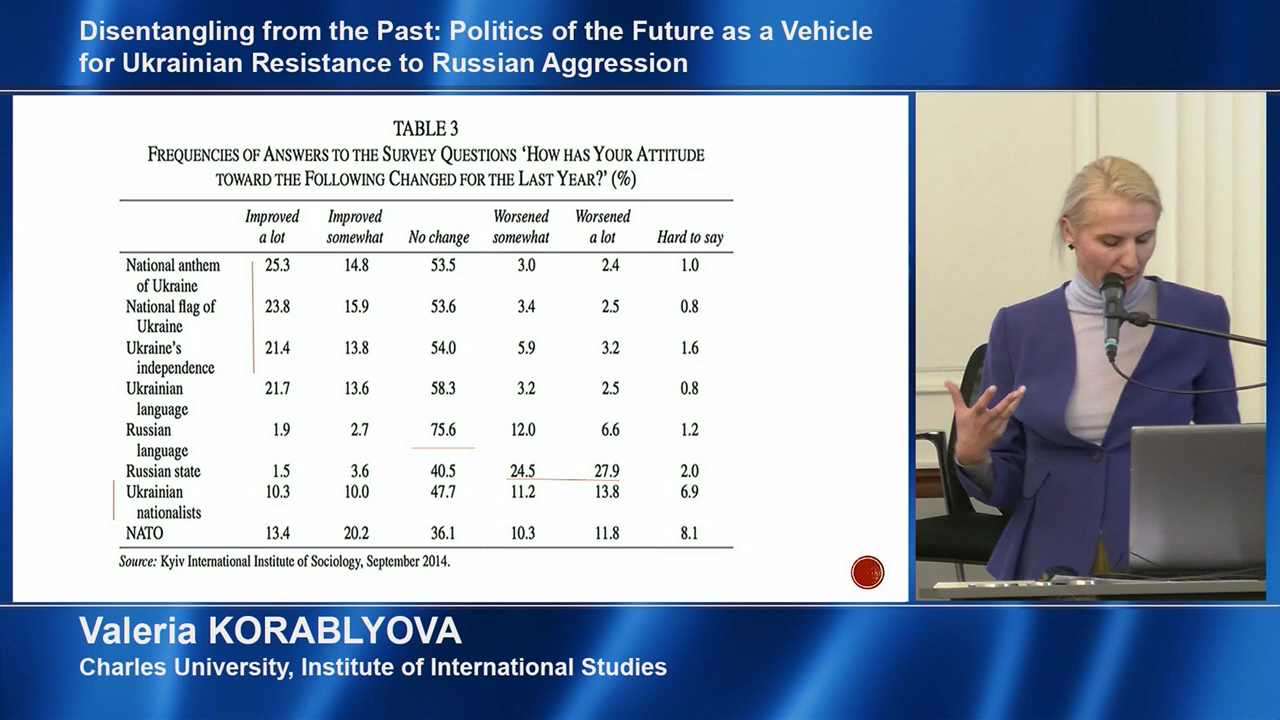 Disentangling from the Past: Politics of the Future as a Vehicle
for Ukrainian Resistance to Russian Aggression
TABLE 3
FREQUENCIES OF ANSWERS TO THE SURVEY QUESTIONS ‘HOW HAS YOUR ATTITUDE
TOWARD THE FOLLOWING CHANGED FOR THE LAST YEAR?’ (%)
Improved a lot Improved somewhat No change Worsened somewhat Worsened a lot Hard to say
National anthem of Ukraine 25.3 14.8 53.5 3.0 2.4 1.0
National flag of Ukraine 23.8 15.9 53.6 3.4 2.5 0.8
Ukraine’s independence 21.4 13.8 54.0 5.9 3.2 1.6
Ukrainian language 21.7 13.6 58.3 3.2 2.5 0.8
Russian language 1.9 2.7 75.6 12.0 6.6 1.2
Russian state 1.5 3.6 40.5 24.5 27.9 2.0
Ukrainian nationalists 10.3 10.0 47.7 11.2 13.8 6.9
NATO 13.4 20.2 36.1 10.3 11.8 8.1
Source: Kyiv International Institute of Sociology, September 2014.
Valeria KORABLYOVA
Charles University, Institute of International Studies